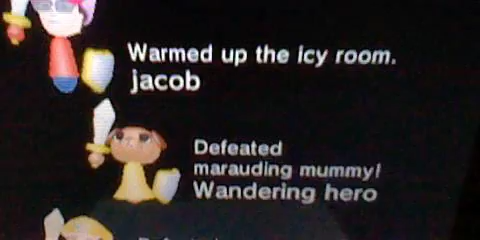 Warmed up the icy room.
jacob
Defeated
marauding mummy!
Wandering hero